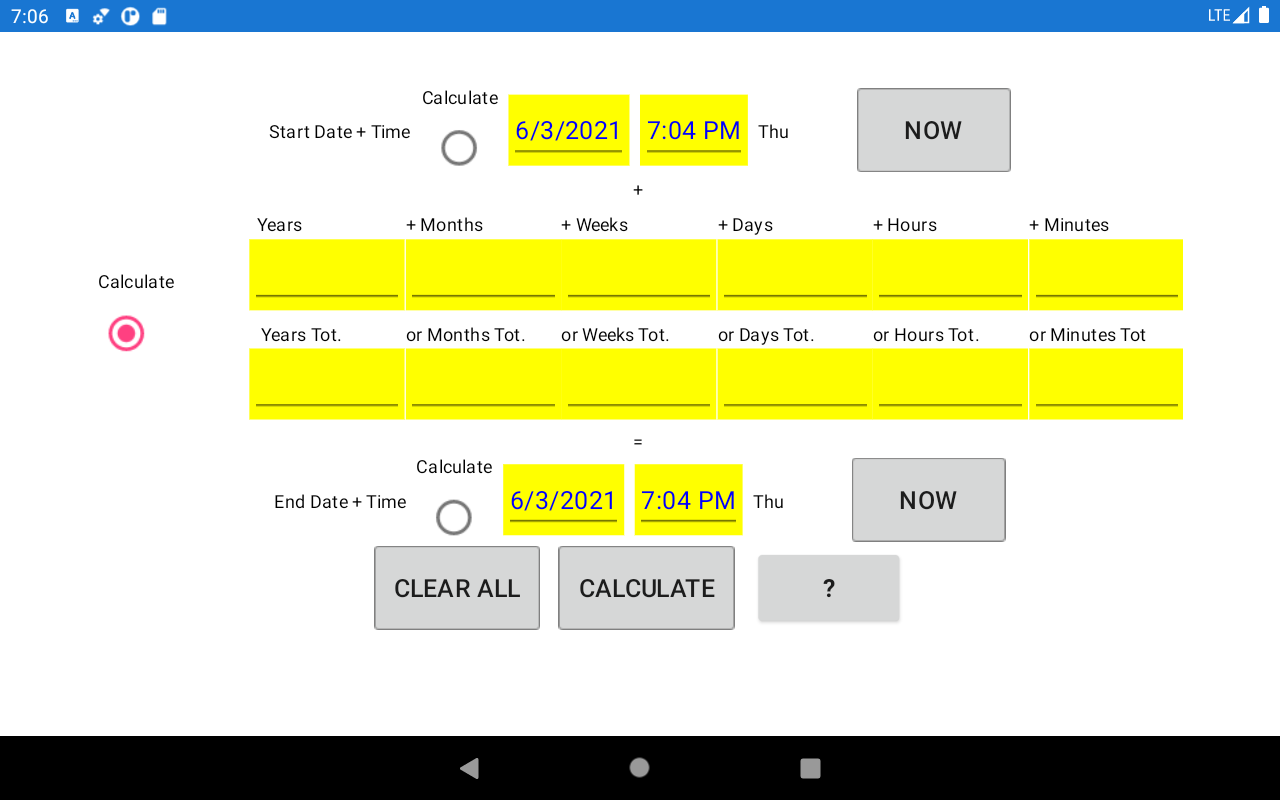 7:06 LTE
Calculate
Start Date + Time 6/3/2021 7:04 PM Thu NOW
+
Years + Months + Weeks + Days + Hours + Minutes
Calculate
Years Tot. or Months Tot. or Weeks Tot. or Days Tot. or Hours Tot. or Minutes Tot
=
Calculate
End Date + Time 6/3/2021 7:04 PM Thu NOW
CLEAR ALL CALCULATE ?